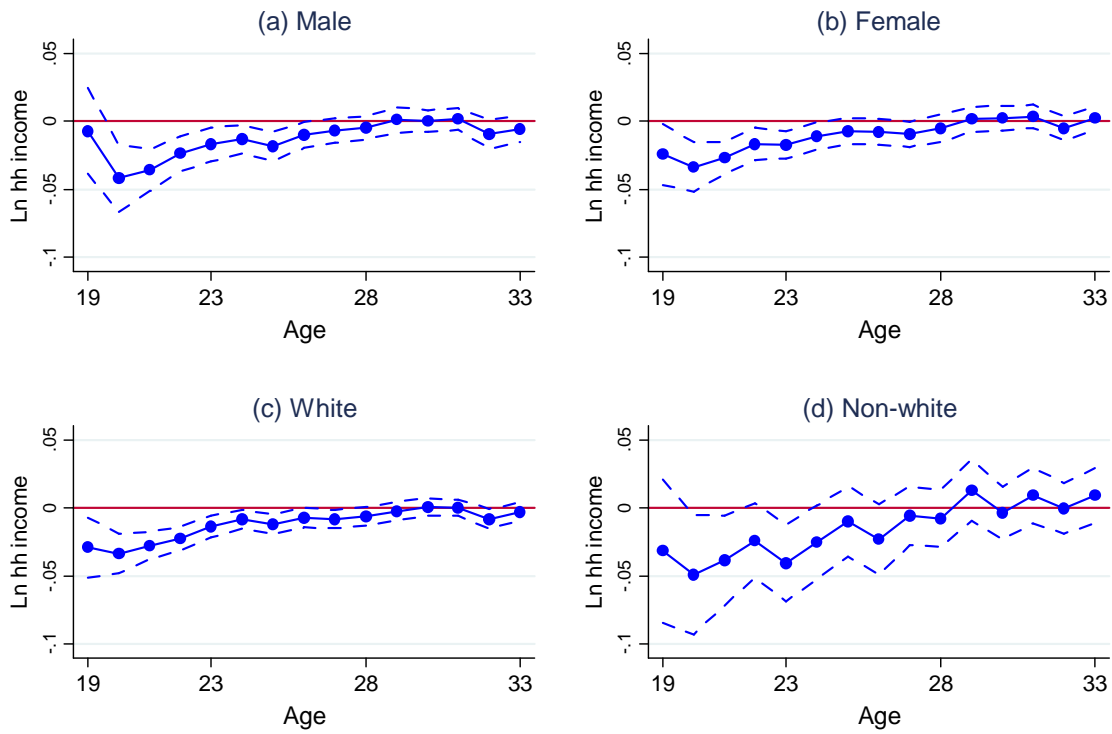 (a) Male
.05
0
-.05
-.1
Ln hh income
19 23 28 33
Age
(b) Female
.05
0
-.05
-.1
Ln hh income
19 23 28 33
Age
(c) White
.05
0
-.05
-.1
Ln hh income
19 23 28 33
Age
(d) Non-white
.05
0
-.05
-.1
Ln hh income
19 23 28 33
Age